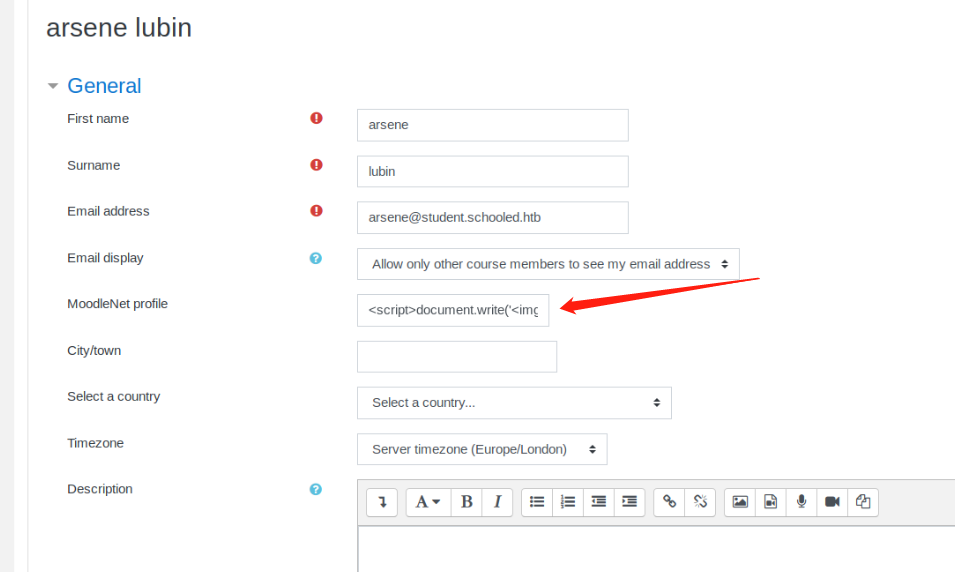 arsene lubin
General
First name
arsene
Surname
lubin
Email address
arsene@student.schooled.htb
Email display
Allow only other course members to see my email address
MoodleNet profile
<script>document.write('<img
City/town
Select a country
Select a country...
Timezone
Server timezone (Europe/London)
Description
A B I